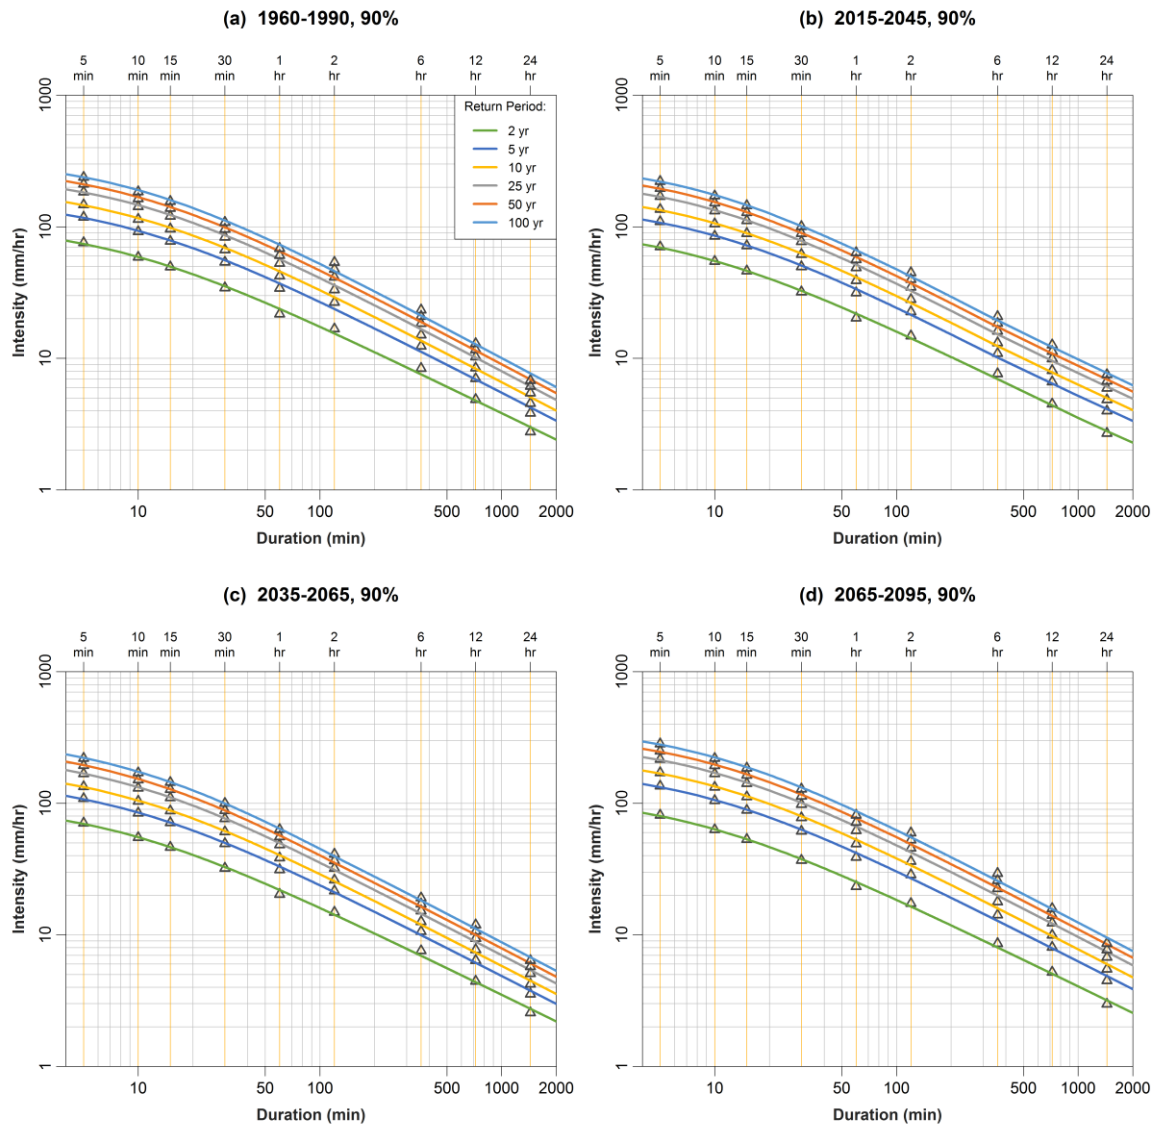 (a) 1960-1990, 90%
5 10 15 30 1 2 6 12 24
min min min min hr hr hr hr hr
1000
100
10
1
Intensity (mm/hr)
Return Period:
2 yr
5 yr
10 yr
25 yr
50 yr
100 yr
10 50 100 500 1000 2000
Duration (min)
(b) 2015-2045, 90%
5 10 15 30 1 2 6 12 24
min min min min hr hr hr hr hr
1000
100
10
1
Intensity (mm/hr)
10 50 100 500 1000 2000
Duration (min)
(c) 2035-2065, 90%
5 10 15 30 1 2 6 12 24
min min min min hr hr hr hr hr
1000
100
10
1
Intensity (mm/hr)
10 50 100 500 1000 2000
Duration (min)
(d) 2065-2095, 90%
5 10 15 30 1 2 6 12 24
min min min min hr hr hr hr hr
1000
100
10
1
Intensity (mm/hr)
10 50 100 500 1000 2000
Duration (min)